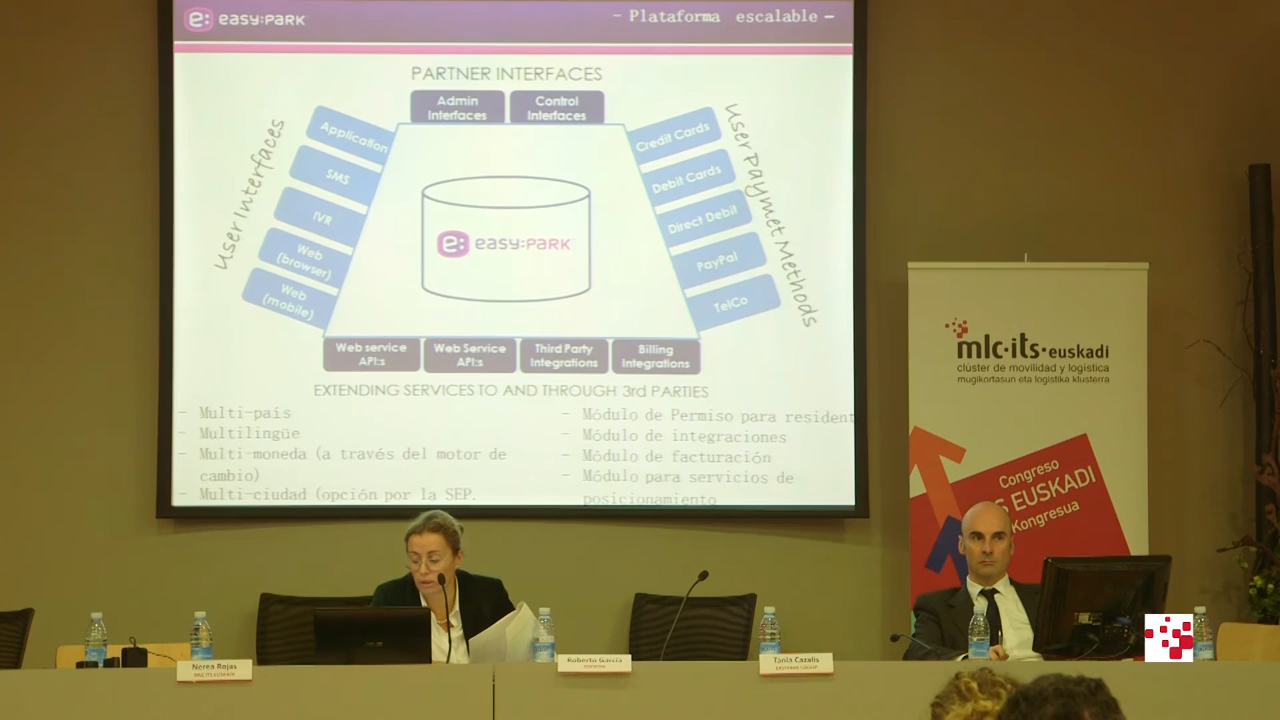 e: easy:PARK
- Plataforma escalable -
PARTNER INTERFACES
Admin
Interfaces
Control
Interfaces
User Interfaces
Application
SMS
IVR
Web
(browser)
Web
(mobile)
e: easy:PARK
Credit Cards
Debit Cards
Direct Debit
PayPal
TelCo
User Paymet Methods
Web service
API:s
Web Service
API:s
Third Party
Integrations
Billing
Integrations
EXTENDING SERVICES TO AND THROUGH 3rd PARTIES
- Multi-país
- Multilingüe
- Multi-moneda (a través del motor de
cambio)
- Multi-ciudad (opción por la SEP.
- Módulo de Permiso para resident
- Módulo de integraciones
- Módulo de facturación
- Módulo para servicios de
posicionamiento
mlc·its·euskadi
clúster de movilidad y logística
mugikortasun eta logistika klusterra
Congreso
S EUSKADI
Kongresua
Nerea Rojas
MLC ITS EUSKADI
Roberto García
Tania Cazalis
EASYPARK GROUP